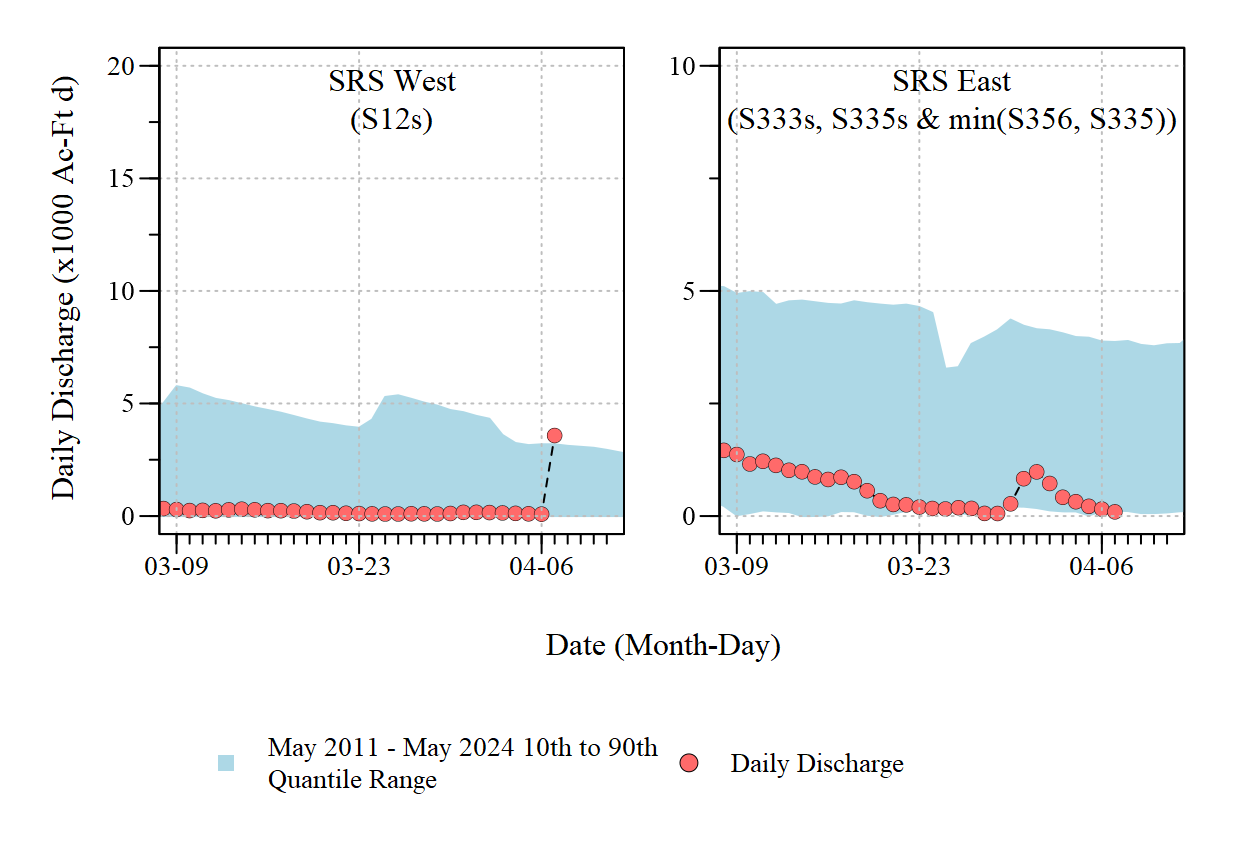 SRS West
(S12s)
SRS East
(S333s, S335s & min(S356, S335))
Daily Discharge (x1000 Ac-Ft d)
20
15
10
5
0
10
5
0
03-09
03-23
04-06
03-09
03-23
04-06
Date (Month-Day)
May 2011 - May 2024 10th to 90th
Quantile Range
Daily Discharge